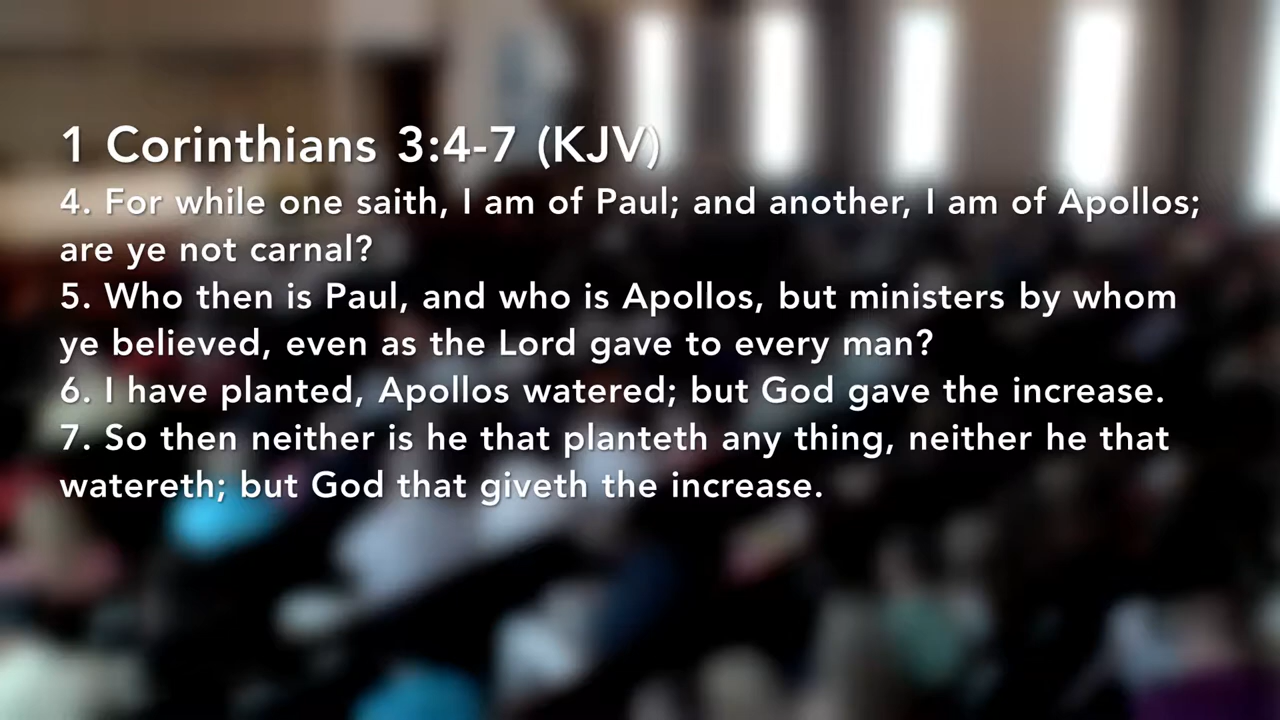 1 Corinthians 3:4-7 (KJV)
4. For while one saith, I am of Paul; and another, I am of Apollos;
are ye not carnal?
5. Who then is Paul, and who is Apollos, but ministers by whom
ye believed, even as the Lord gave to every man?
6. I have planted, Apollos watered; but God gave the increase.
7. So then neither is he that planteth any thing, neither he that
watereth; but God that giveth the increase.